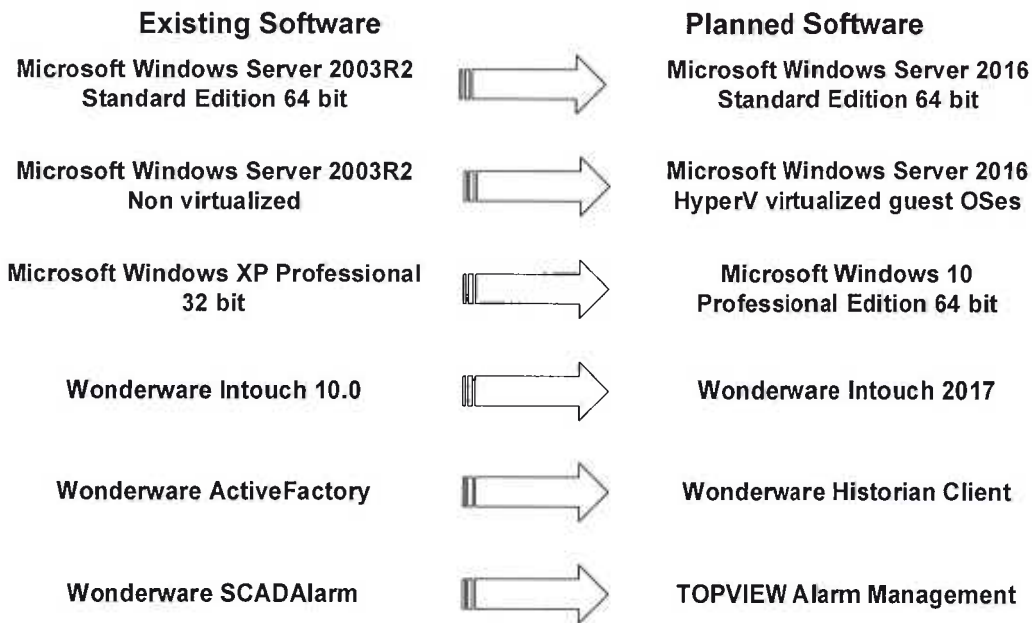 Existing Software
Planned Software
Microsoft Windows Server 2003R2
Standard Edition 64 bit
Microsoft Windows Server 2016
Standard Edition 64 bit
Microsoft Windows Server 2003R2
Non virtualized
Microsoft Windows Server 2016
HyperV virtualized guest OSes
Microsoft Windows XP Professional
32 bit
Microsoft Windows 10
Professional Edition 64 bit
Wonderware Intouch 10.0
Wonderware Intouch 2017
Wonderware ActiveFactory
Wonderware Historian Client
Wonderware SCADAlarm
TOPVIEW Alarm Management